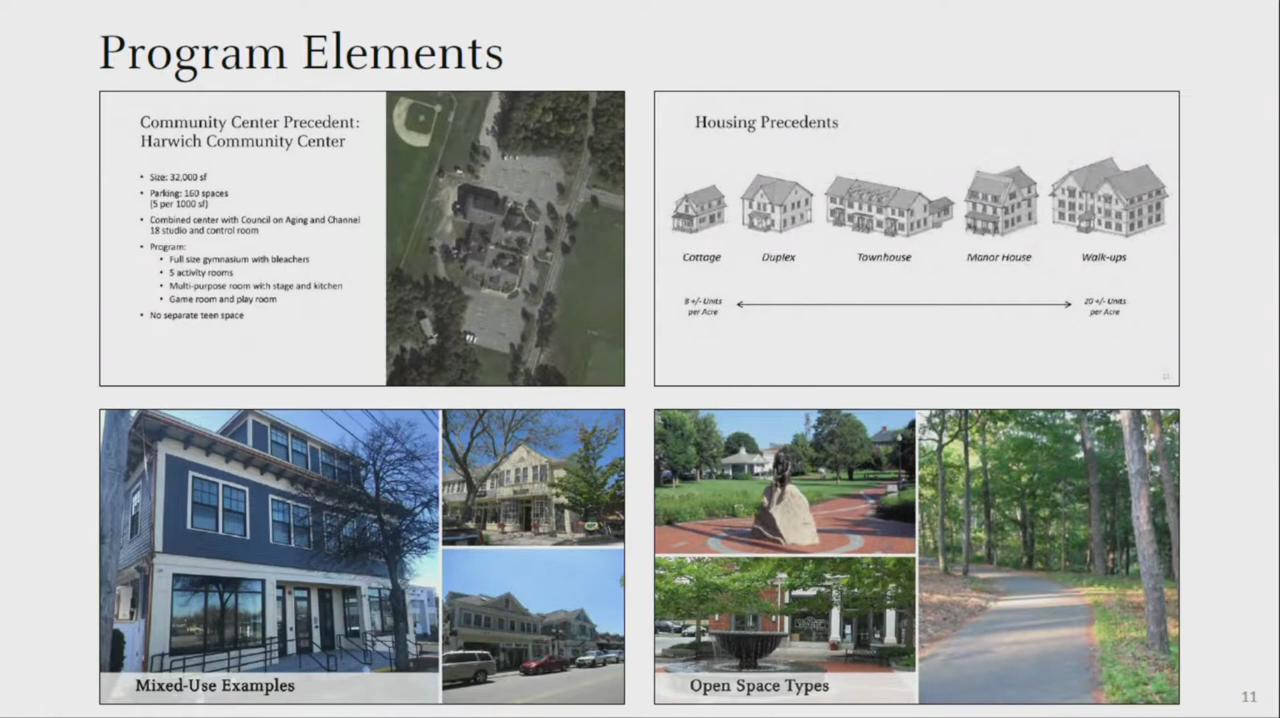 Program Elements
Community Center Precedent:
Harwich Community Center
• Size: 32,000 sf
• Parking: 160 spaces
(5 per 1000 sf)
• Combined center with Council on Aging and Channel
18 studio and control room
• Program:
• Full size gymnasium with bleachers
• 5 activity rooms
• Multi-purpose room with stage and kitchen
• Game room and play room
• No separate teen space
Housing Precedents
Cottage
Duplex
Townhouse
Manor House
Walk-ups
8 +/- Units
per Acre
20 +/- Units
per Acre
Mixed-Use Examples
Open Space Types
11